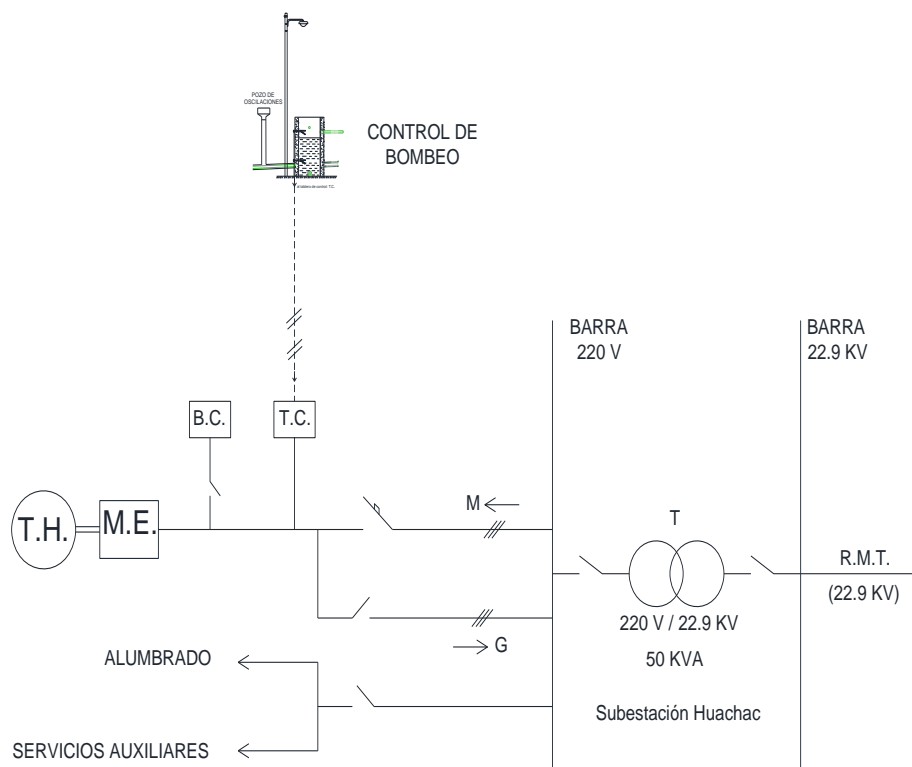 POZO DE
OSCILACIONES
CONTROL DE
BOMBEO
BARRA
220 V
BARRA
22.9 KV
B.C.
T.C.
T.H.
M.E.
M
T
R.M.T.
(22.9 KV)
220 V / 22.9 KV
G
50 KVA
ALUMBRADO
Subestación Huachac
SERVICIOS AUXILIARES